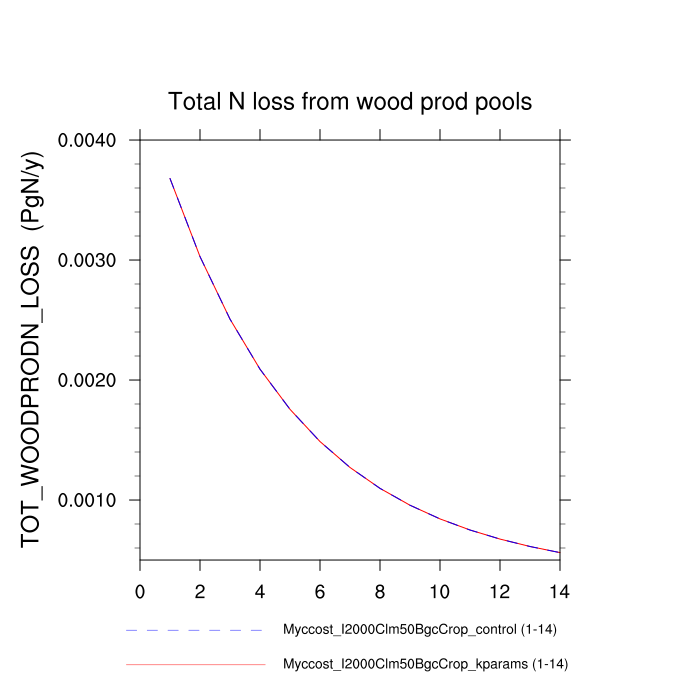 Total N loss from wood prod pools
TOT_WOODPRODN_LOSS (PgN/y)
0.0040
0.0030
0.0020
0.0010
0 2 4 6 8 10 12 14
Myccost_I2000Clm50BgcCrop_control (1-14)
Myccost_I2000Clm50BgcCrop_kparams (1-14)